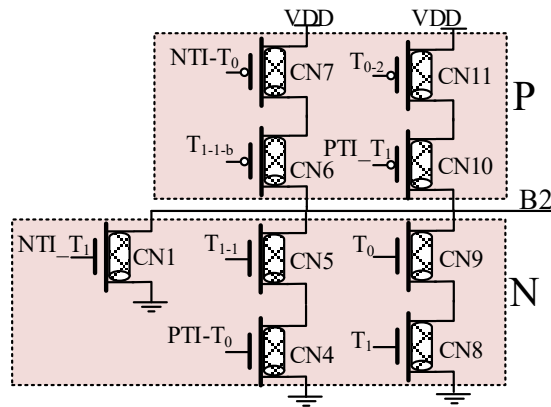 VDD VDD
NTI-T0 CN7 T0-2 CN11
P
T1-1-b CN6 PTI_T1 CN10
B2
NTI_T1 CN1 T1-1 CN5 T0 CN9
N
PTI-T0 CN4 T1 CN8